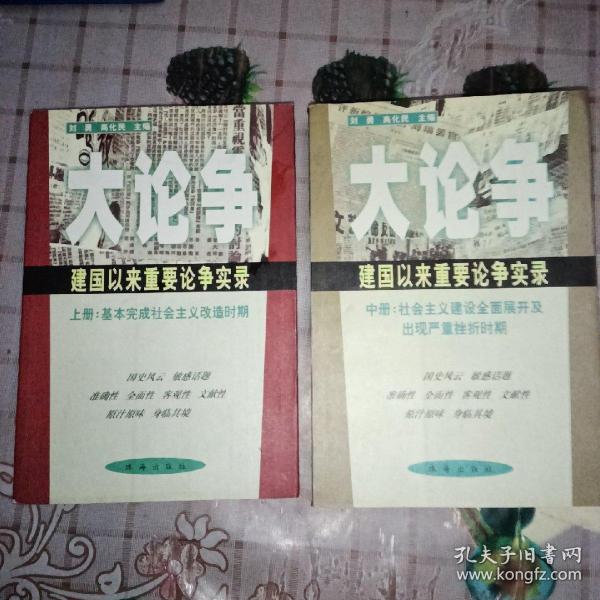 刘勇 高化民 主编
大论争
建国以来重要论争实录
上册：基本完成社会主义改造时期
国史风云 敏感话题
准确性 全面性 客观性 文献性
原汁原味 身临其境
珠海出版社
刘勇 高化民 主编
大论争
建国以来重要论争实录
中册：社会主义建设全面展开及
出现严重挫折时期
国史风云 敏感话题
准确性 全面性 客观性 文献性
原汁原味 身临其境
珠海出版社
孔夫子旧书网
www.kongfz.com